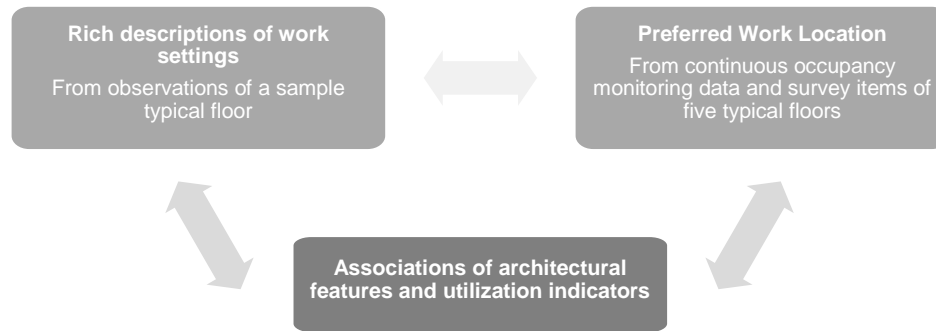 Rich descriptions of work
settings
From observations of a sample
typical floor
Preferred Work Location
From continuous occupancy
monitoring data and survey items of
five typical floors
Associations of architectural
features and utilization indicators